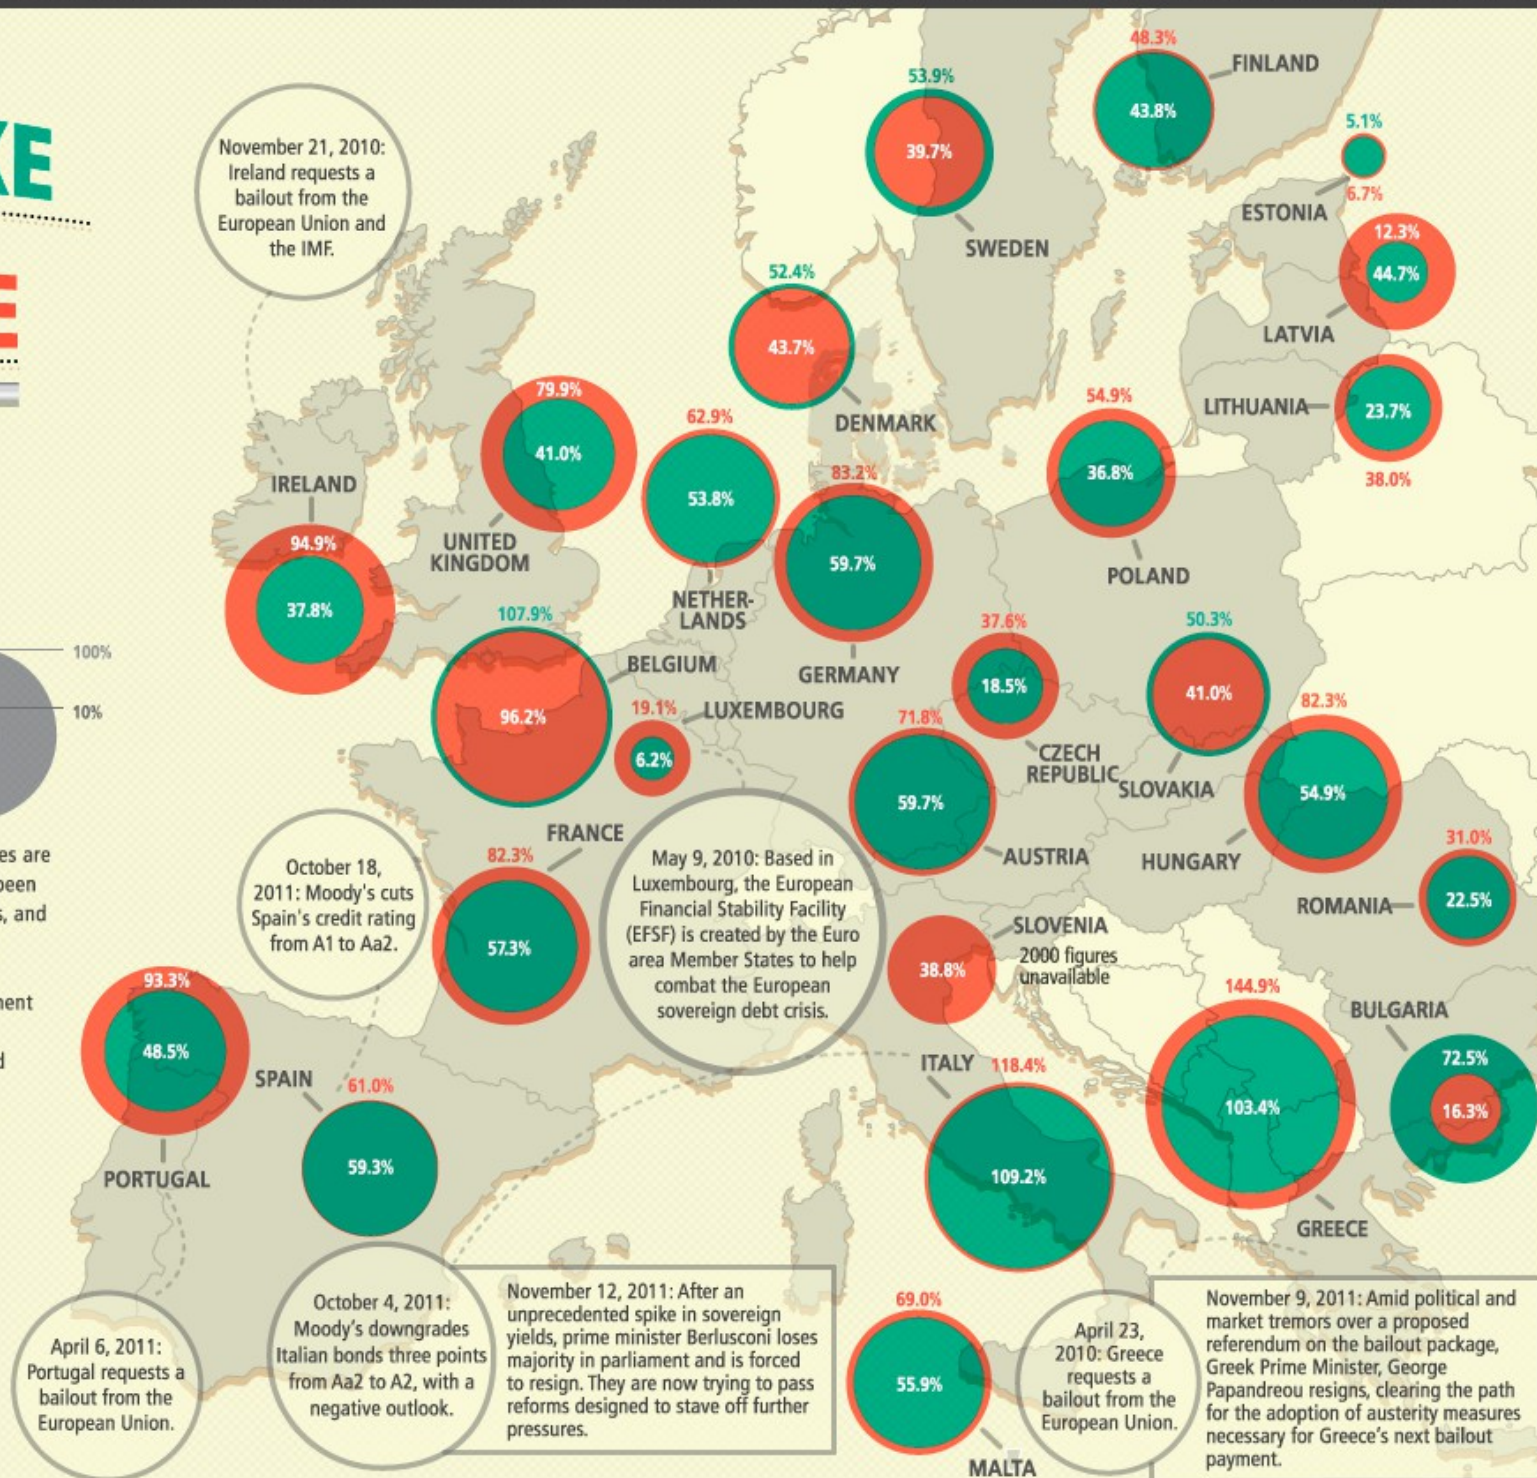 KE
E
100%
10%
es are
been
s, and
ment
d
November 21, 2010:
Ireland requests a
bailout from the
European Union and
the IMF.
53.9%
39.7%
SWEDEN
48.3%
43.8%
FINLAND
5.1%
6.7%
ESTONIA
12.3%
44.7%
LATVIA
52.4%
43.7%
DENMARK
LITHUANIA
23.7%
38.0%
79.9%
41.0%
UNITED
KINGDOM
62.9%
53.8%
NETHER-
LANDS
54.9%
36.8%
POLAND
IRELAND
94.9%
37.8%
83.2%
59.7%
GERMANY
107.9%
96.2%
BELGIUM
19.1%
6.2%
LUXEMBOURG
37.6%
18.5%
CZECH
REPUBLIC
50.3%
41.0%
SLOVAKIA
71.8%
59.7%
AUSTRIA
82.3%
54.9%
HUNGARY
31.0%
22.5%
ROMANIA
FRANCE
82.3%
57.3%
October 18,
2011: Moody's cuts
Spain's credit rating
from A1 to Aa2.
May 9, 2010: Based in
Luxembourg, the European
Financial Stability Facility
(EFSF) is created by the Euro
area Member States to help
combat the European
sovereign debt crisis.
SLOVENIA
2000 figures
unavailable
38.8%
93.3%
48.5%
PORTUGAL
SPAIN
61.0%
59.3%
ITALY
118.4%
109.2%
144.9%
103.4%
GREECE
BULGARIA
72.5%
16.3%
April 6, 2011:
Portugal requests a
bailout from the
European Union.
October 4, 2011:
Moody's downgrades
Italian bonds three points
from Aa2 to A2, with a
negative outlook.
November 12, 2011: After an
unprecedented spike in sovereign
yields, prime minister Berlusconi loses
majority in parliament and is forced
to resign. They are now trying to pass
reforms designed to stave off further
pressures.
69.0%
55.9%
MALTA
April 23,
2010: Greece
requests a
bailout from the
European Union.
November 9, 2011: Amid political and
market tremors over a proposed
referendum on the bailout package,
Greek Prime Minister, George
Papandreou resigns, clearing the path
for the adoption of austerity measures
necessary for Greece's next bailout
payment.